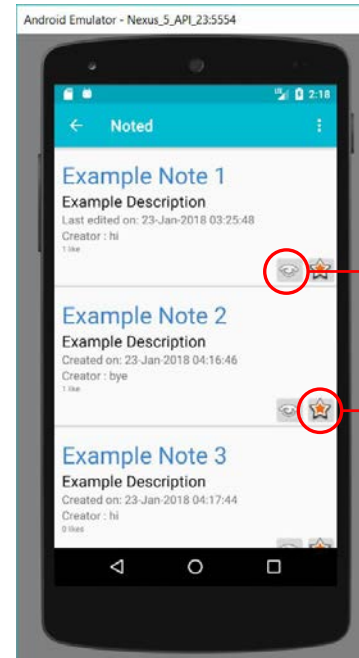 Android Emulator - Nexus_5_API_23:5554
2:18
Noted
Example Note 1
Example Description
Last edited on: 23-Jan-2018 03:25:48
Creator : hi
1 like
Example Note 2
Example Description
Created on: 23-Jan-2018 04:16:46
Creator : bye
1 like
Example Note 3
Example Description
Created on: 23-Jan-2018 04:17:44
Creator : hi
0 likes